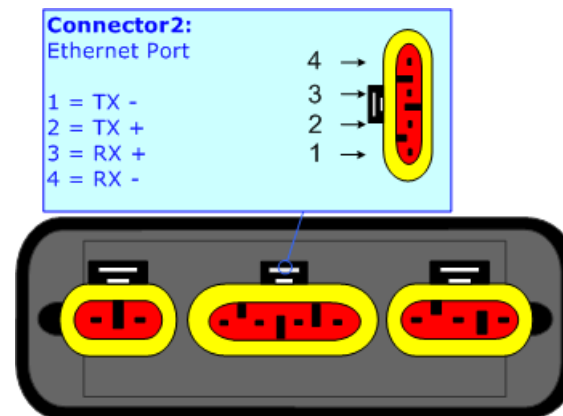 Connector2:
Ethernet Port
1 = TX -
2 = TX +
3 = RX +
4 = RX -
4
3
2
1